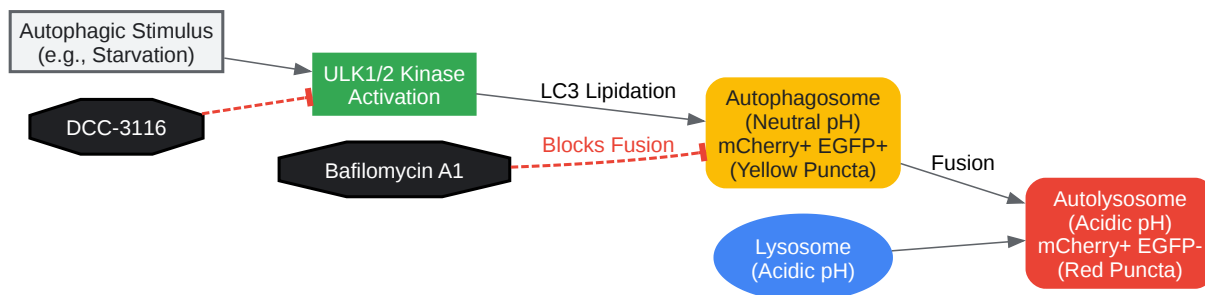 Autophagic Stimulus
(e.g., Starvation)
DCC-3116
ULK1/2 Kinase
Activation
LC3 Lipidation
Bafilomycin A1
Blocks Fusion
Autophagosome
(Neutral pH)
mCherry+ EGFP+
(Yellow Puncta)
Fusion
Lysosome
(Acidic pH)
Autolysosome
(Acidic pH)
mCherry+ EGFP-
(Red Puncta)